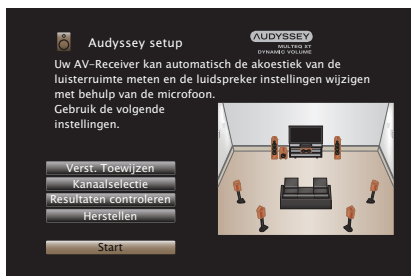 Audyssey setup
AUDYSSEY
MULTEQ XT
DYNAMIC VOLUME
Uw AV-Receiver kan automatisch de akoestiek van de
luisterruimte meten en de luidspreker instellingen wijzigen
met behulp van de microfoon.
Gebruik de volgende
instellingen.
Verst. Toewijzen
Kanaalselectie
Resultaten controleren
Herstellen
Start